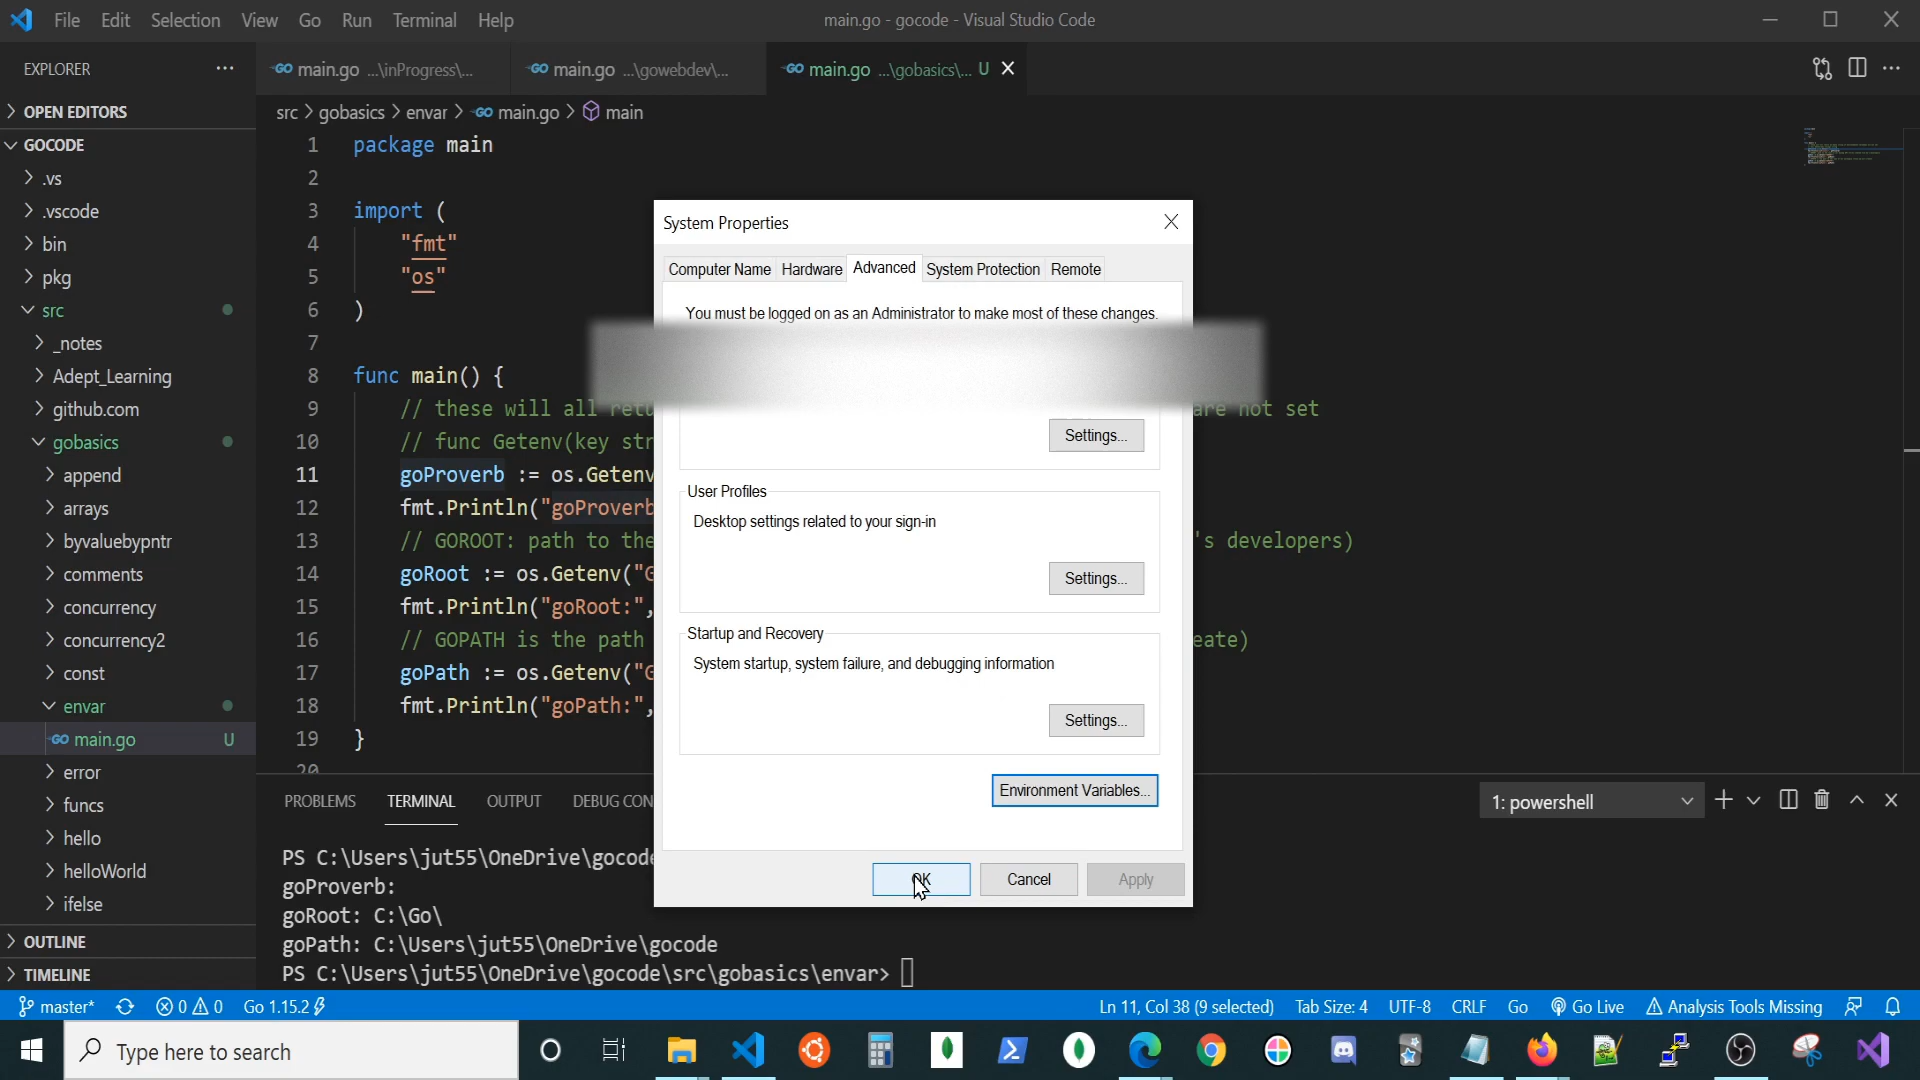 File Edit Selection View Go Run Terminal Help
main.go - gocode - Visual Studio Code
EXPLORER
main.go ...\inProgress\...
main.go ...\gowebdev\...
main.go ...\gobasics\... U
OPEN EDITORS
GOCODE
.vs
.vscode
bin
pkg
src
_notes
Adept_Learning
github.com
gobasics
append
arrays
byvaluebypntr
comments
concurrency
concurrency2
const
envar
main.go U
error
funcs
hello
helloWorld
ifelse
OUTLINE
TIMELINE
src > gobasics > envar > main.go > main
1 package main
2
3 import (
4 "fmt"
5 "os"
6 )
7
8 func main() {
9 // these will all are not set
10 // func Getenv(key str
11 goProverb := os.Getenv
12 fmt.Println("goProverb
13 // GOROOT: path to the 's developers)
14 goRoot := os.Getenv("G
15 fmt.Println("goRoot:",
16 // GOPATH is the path eate)
17 goPath := os.Getenv("G
18 fmt.Println("goPath:",
19 }
20
System Properties
Computer Name Hardware Advanced System Protection Remote
You must be logged on as an Administrator to make most of these changes.
Settings...
User Profiles
Desktop settings related to your sign-in
Settings...
Startup and Recovery
System startup, system failure, and debugging information
Settings...
Environment Variables...
OK Cancel Apply
PROBLEMS TERMINAL OUTPUT DEBUG CON
1: powershell
PS C:\Users\jut55\OneDrive\gocode
goProverb:
goRoot: C:\Go\
goPath: C:\Users\jut55\OneDrive\gocode
PS C:\Users\jut55\OneDrive\gocode\src\gobasics\envar>
master* 0 0 Go 1.15.2
Ln 11, Col 38 (9 selected) Tab Size: 4 UTF-8 CRLF Go Go Live Analysis Tools Missing
Type here to search